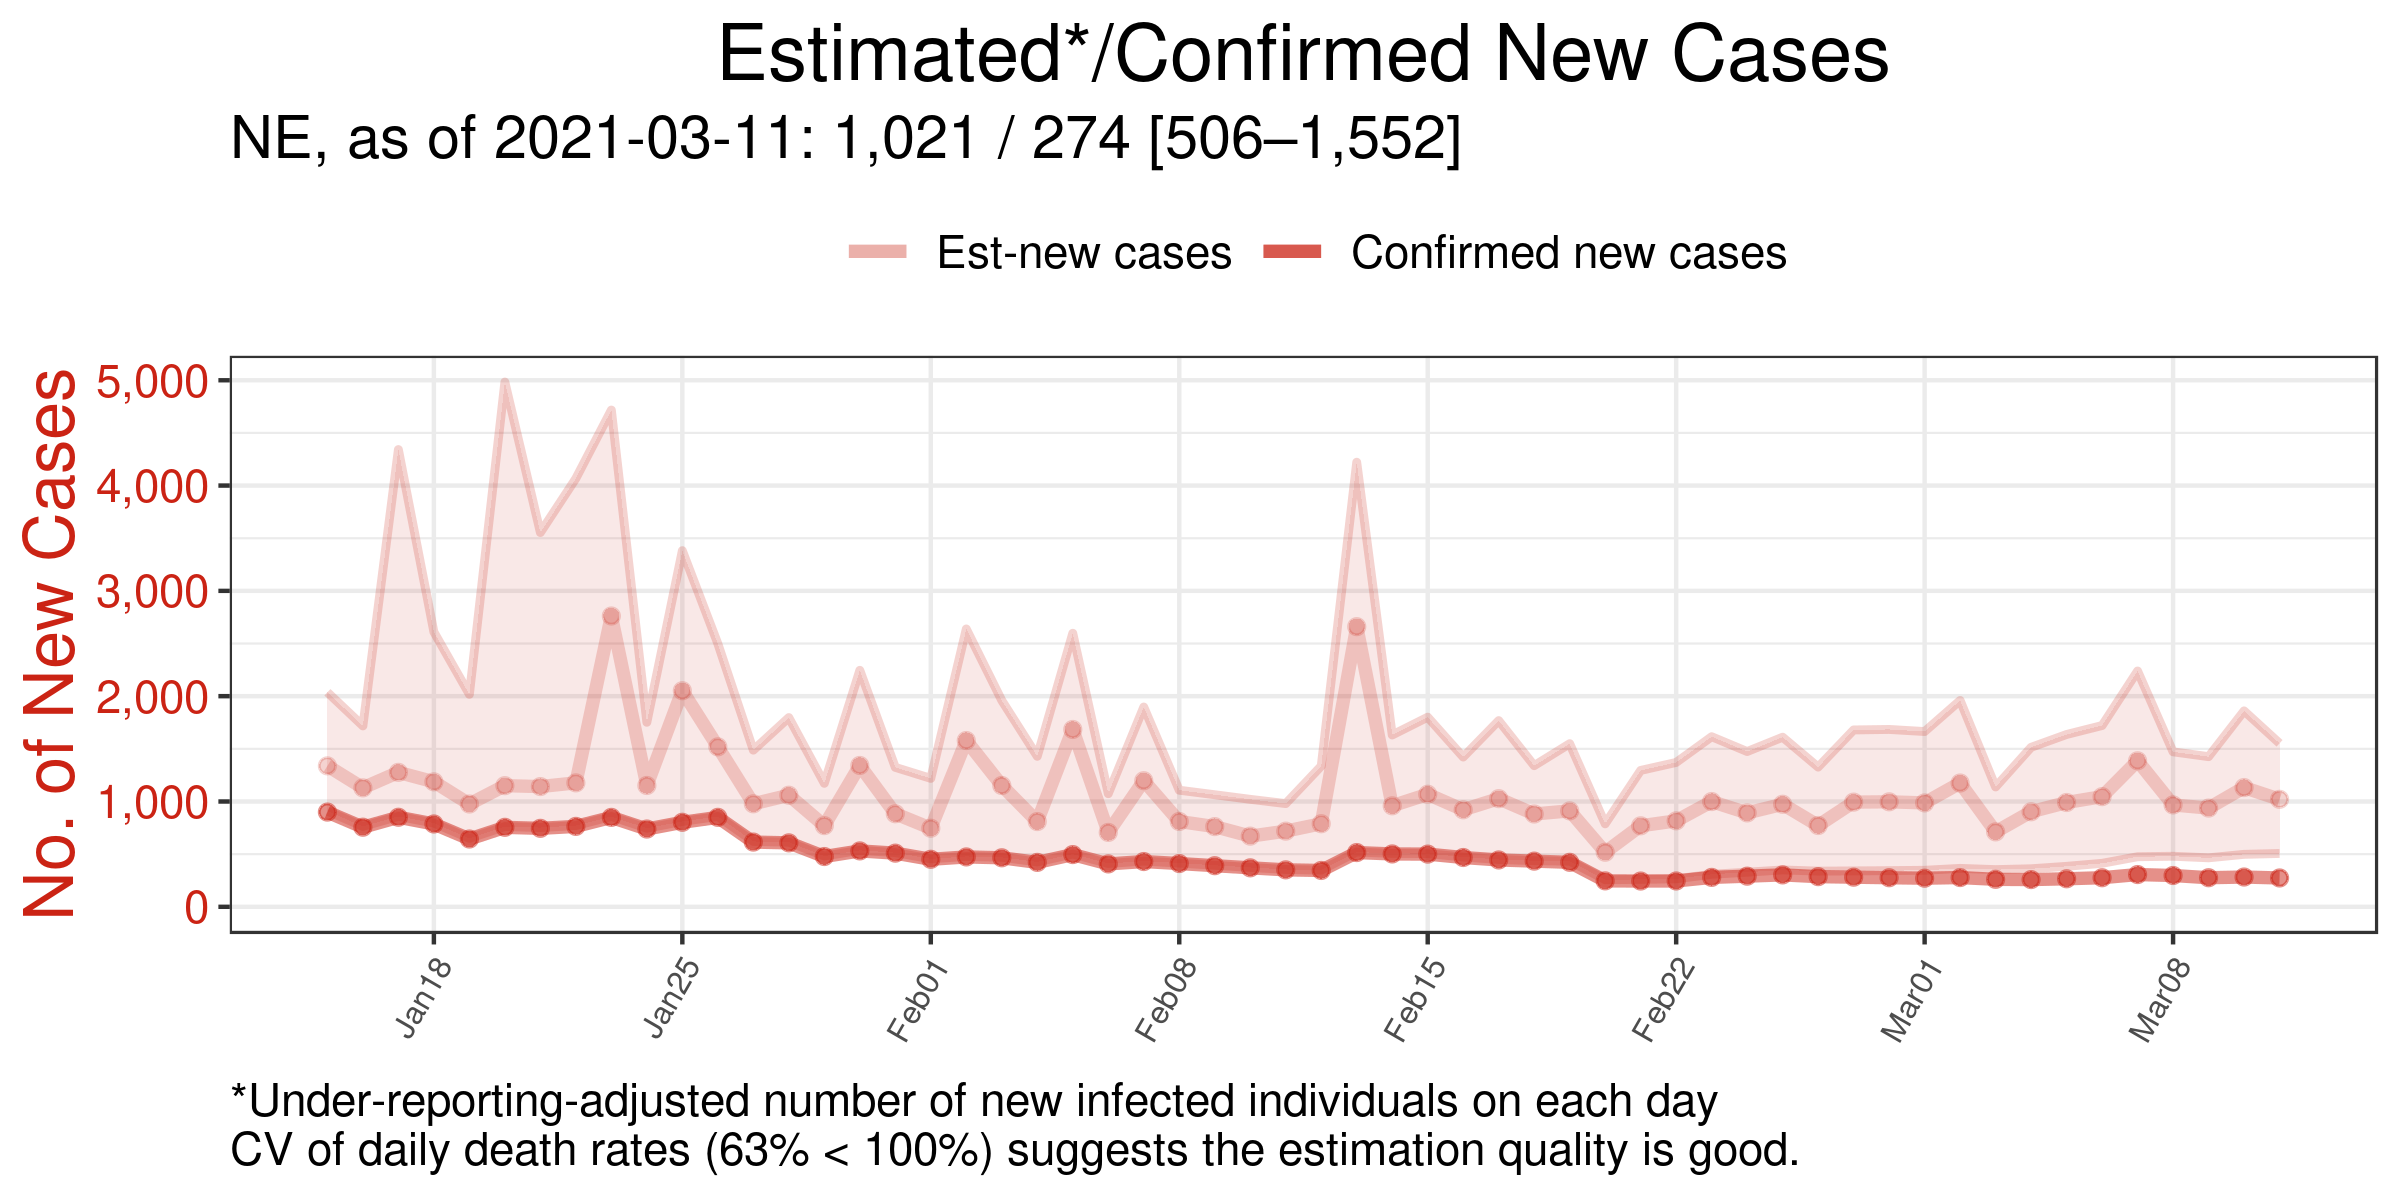 Estimated*/Confirmed New Cases
NE, as of 2021-03-11: 1,021 / 274 [506–1,552]
Est-new cases
Confirmed new cases
No. of New Cases
5,000
4,000
3,000
2,000
1,000
0
Jan18
Jan25
Feb01
Feb08
Feb15
Feb22
Mar01
Mar08
*Under-reporting-adjusted number of new infected individuals on each day
CV of daily death rates (63% < 100%) suggests the estimation quality is good.